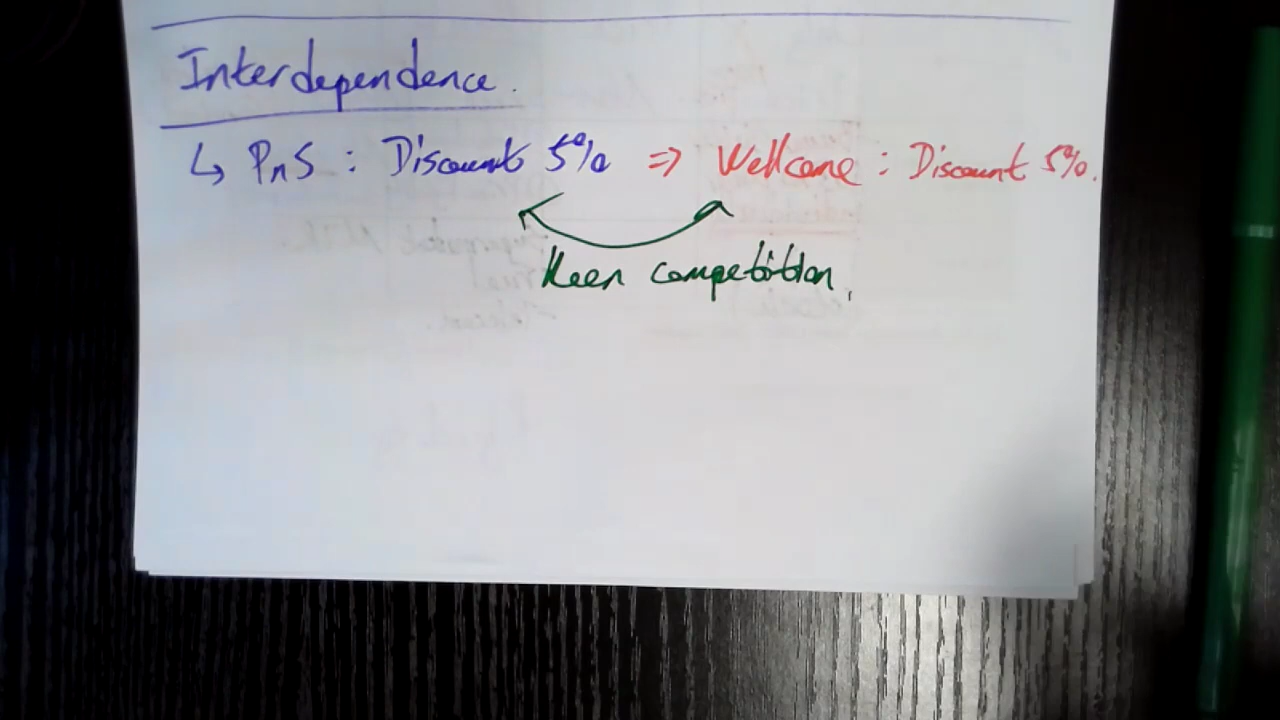 Interdependence.
↳ PnS : Discount 5% ⇒ Wellcome : Discount 5%.
Keen competition.